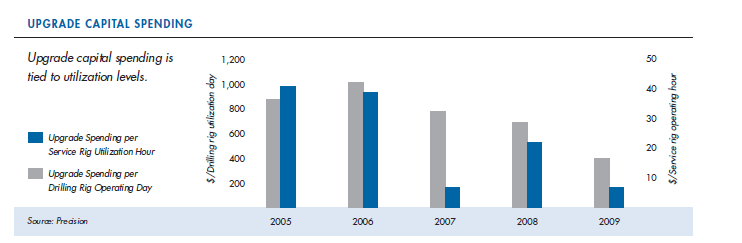 UPGRADE CAPITAL SPENDING
Upgrade capital spending is
tied to utilization levels.
Upgrade Spending per
Service Rig Utilization Hour
Upgrade Spending per
Drilling Rig Operating Day
$/Drilling rig utilization day
1,200
1,000
800
600
400
200
50
40
30
20
10
$/Service rig operating hour
Source: Precision
2005 2006 2007 2008 2009